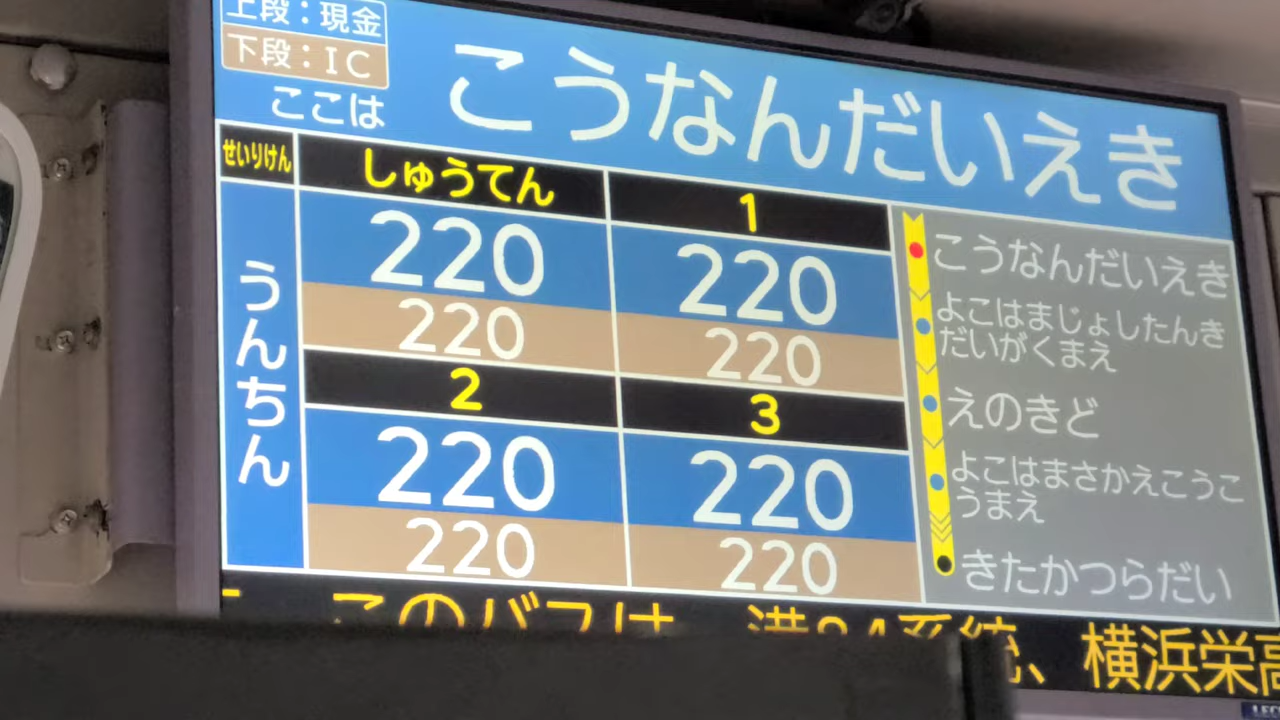 上段：現金
下段：IC
ここは
こうなんだいえき
せいりけん
しゅうてん
1
220
220
220
220
うんちん
2
3
220
220
220
220
こうなんだいえき
よこはまじょしたんき
だいがくまえ
えのきど
よこはまさかえこうこ
うまえ
きたかつらだい
このバスは、港94系統、横浜栄高